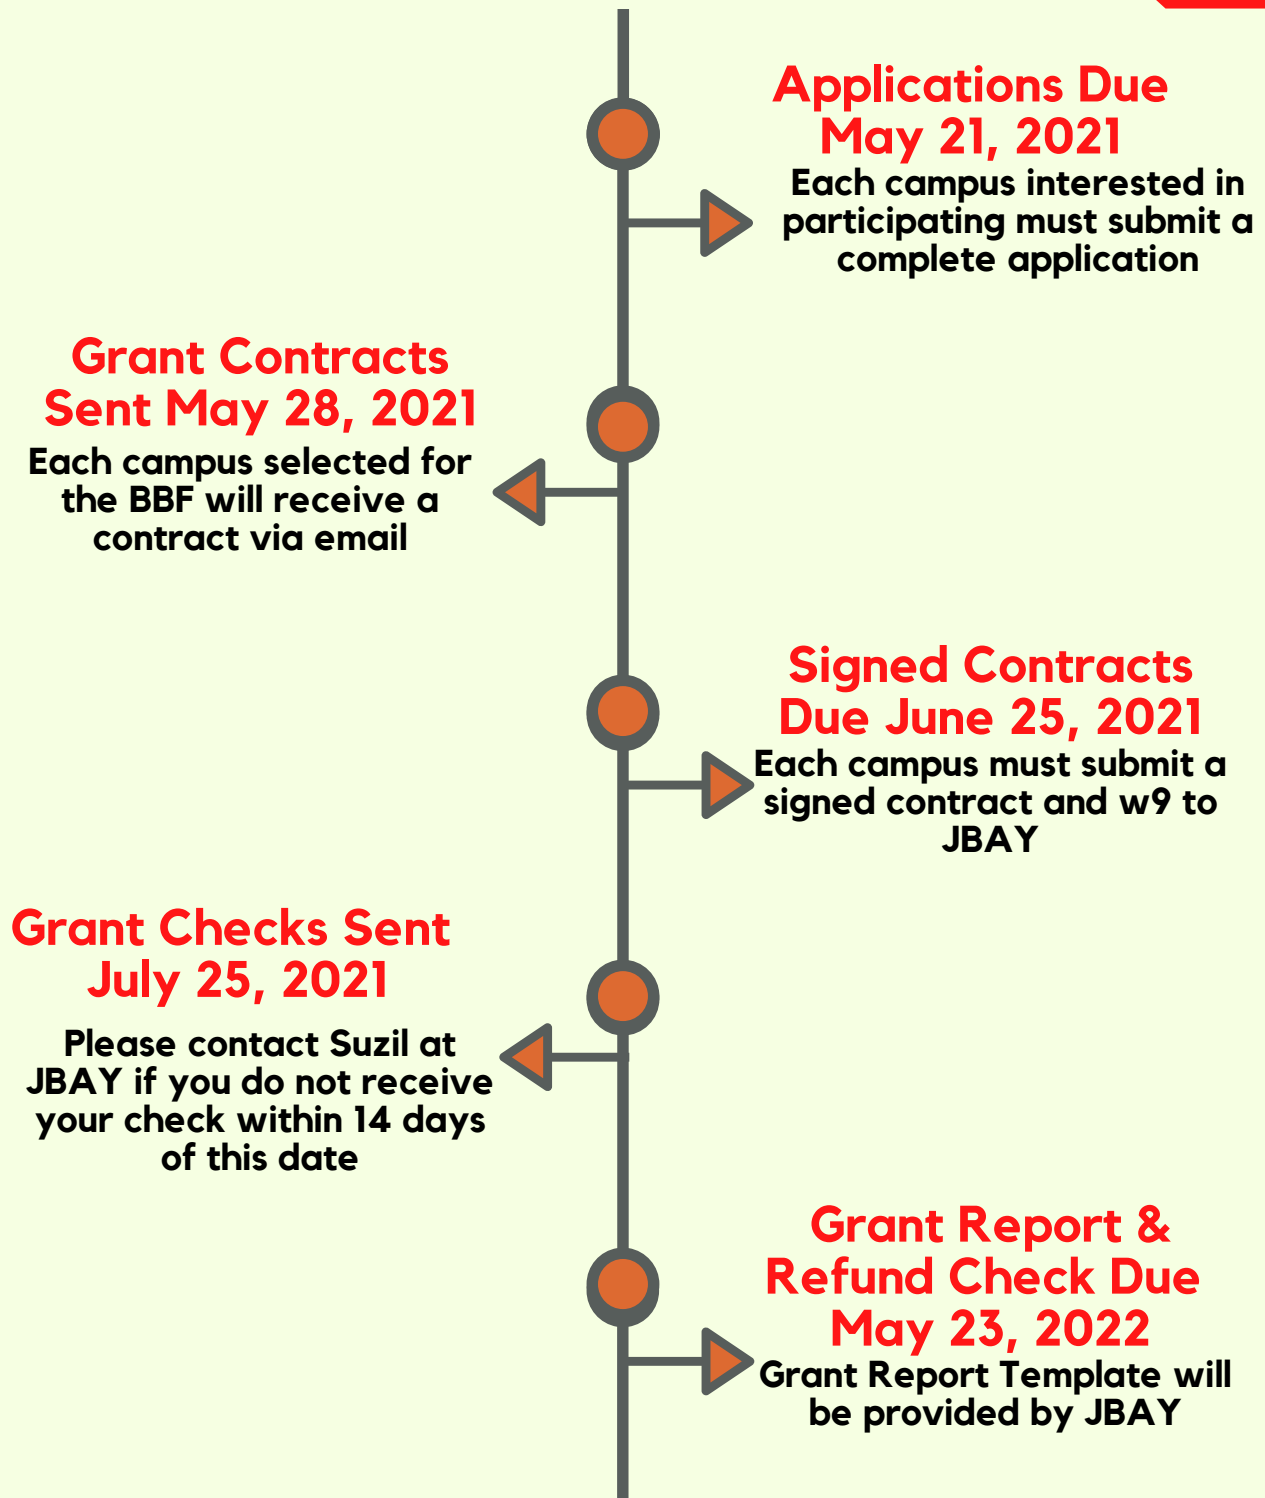 Applications Due
May 21, 2021
Each campus interested in
participating must submit a
complete application
Grant Contracts
Sent May 28, 2021
Each campus selected for
the BBF will receive a
contract via email
Signed Contracts
Due June 25, 2021
Each campus must submit a
signed contract and w9 to
JBAY
Grant Checks Sent
July 25, 2021
Please contact Suzil at
JBAY if you do not receive
your check within 14 days
of this date
Grant Report &
Refund Check Due
May 23, 2022
Grant Report Template will
be provided by JBAY